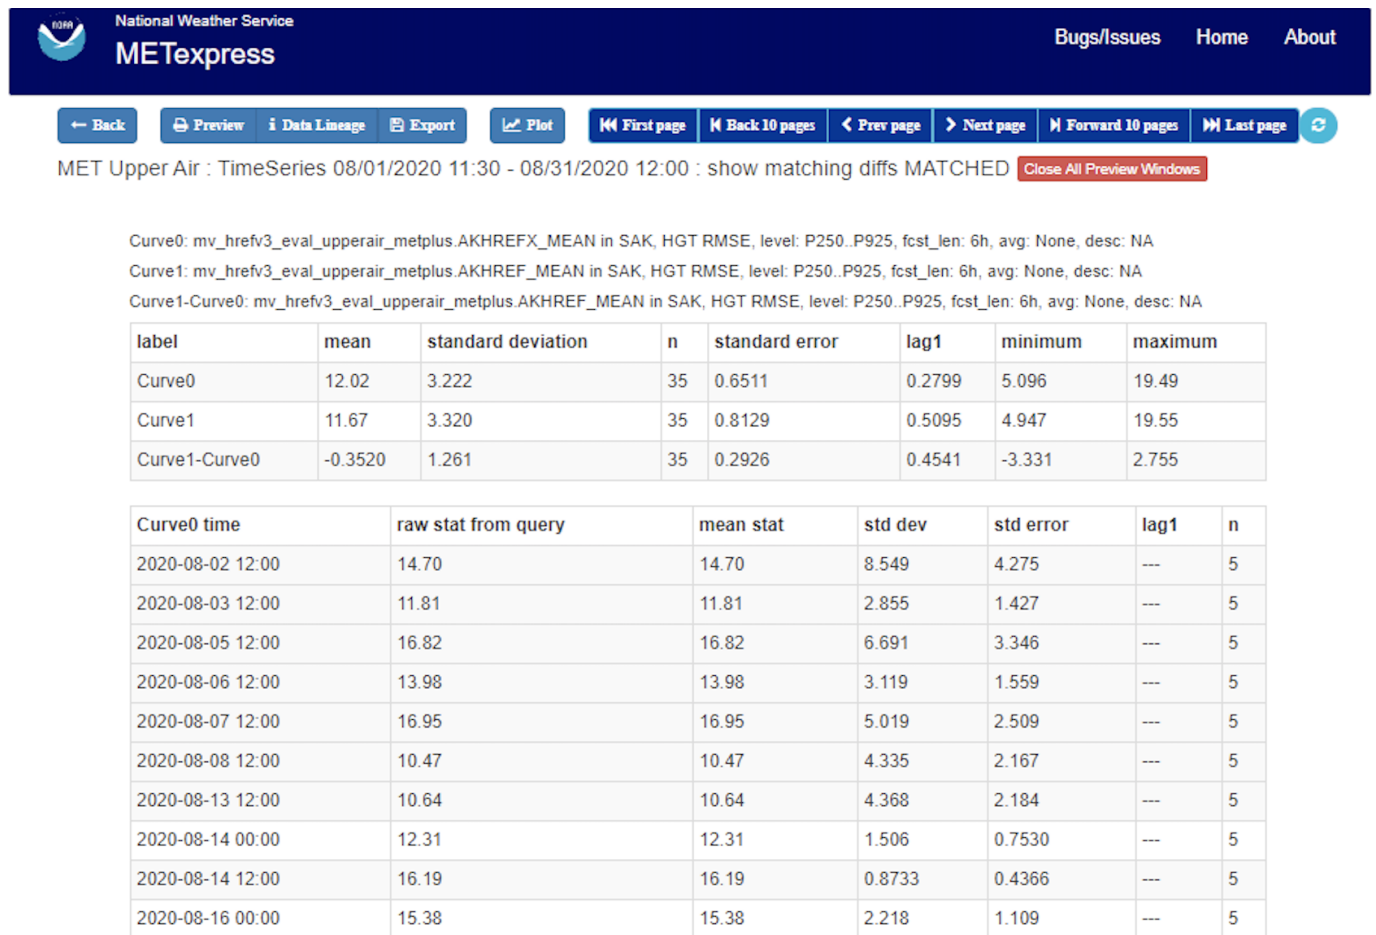 NOAA
National Weather Service
METexpress
Bugs/Issues Home About
Back Preview Data Lineage Export Plot First page Back 10 pages Prev page Next page Forward 10 pages Last page
MET Upper Air : TimeSeries 08/01/2020 11:30 - 08/31/2020 12:00 : show matching diffs MATCHED Close All Preview Windows
Curve0: mv_hrefv3_eval_upperair_metplus.AKHREFX_MEAN in SAK, HGT RMSE, level: P250..P925, fcst_len: 6h, avg: None, desc: NA
Curve1: mv_hrefv3_eval_upperair_metplus.AKHREF_MEAN in SAK, HGT RMSE, level: P250..P925, fcst_len: 6h, avg: None, desc: NA
Curve1-Curve0: mv_hrefv3_eval_upperair_metplus.AKHREF_MEAN in SAK, HGT RMSE, level: P250..P925, fcst_len: 6h, avg: None, desc: NA
label mean standard deviation n standard error lag1 minimum maximum
Curve0 12.02 3.222 35 0.6511 0.2799 5.096 19.49
Curve1 11.67 3.320 35 0.8129 0.5095 4.947 19.55
Curve1-Curve0 -0.3520 1.261 35 0.2926 0.4541 -3.331 2.755
Curve0 time raw stat from query mean stat std dev std error lag1 n
2020-08-02 12:00 14.70 14.70 8.549 4.275 --- 5
2020-08-03 12:00 11.81 11.81 2.855 1.427 --- 5
2020-08-05 12:00 16.82 16.82 6.691 3.346 --- 5
2020-08-06 12:00 13.98 13.98 3.119 1.559 --- 5
2020-08-07 12:00 16.95 16.95 5.019 2.509 --- 5
2020-08-08 12:00 10.47 10.47 4.335 2.167 --- 5
2020-08-13 12:00 10.64 10.64 4.368 2.184 --- 5
2020-08-14 00:00 12.31 12.31 1.506 0.7530 --- 5
2020-08-14 12:00 16.19 16.19 0.8733 0.4366 --- 5
2020-08-16 00:00 15.38 15.38 2.218 1.109 --- 5